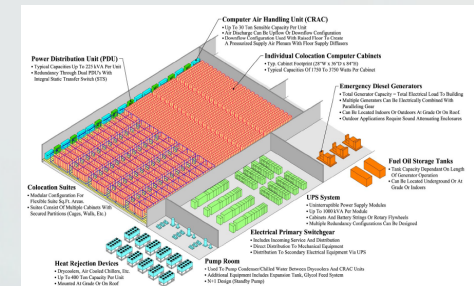 Computer Air Handling Unit (CRAC)
• Up To 30 Ton Sensible Capacity Per Unit
• Air Discharge Can Be Upflow Or Downflow Configuration
• Downflow Configuration Used With Raised Floor To Create
A Pressurized Supply Air Plenum With Floor Supply Diffusers
Power Distribution Unit (PDU)
• Typical Capacities Up To 225 kVA Per Unit
• Redundancy Through Dual PDU's With
Integral Static Transfer Switch (STS)
Individual Colocation Computer Cabinets
• Typ. Cabinet Footprint (28"W x 36"D x 84"H)
• Typical Capacities Of 1750 To 3750 Watts Per Cabinet
Emergency Diesel Generators
• Total Generator Capacity = Total Electrical Load To Building
• Multiple Generators Can Be Electrically Combined With
Paralleling Gear
• Can Be Located Indoors Or Outdoors At Grade Or On Roof.
• Outdoor Applications Require Sound Attenuating Enclosures
Fuel Oil Storage Tanks
• Tank Capacity Dependent On Length
Of Generator Operation
• Can Be Located Underground Or At
Grade Or Indoors
Colocation Suites
• Modular Configuration For
Flexible Suite Sq.Ft. Areas.
• Suites Consist Of Multiple Cabinets With
Secured Partitions (Cages, Walls, Etc.)
UPS System
• Uninterruptible Power Supply Modules
• Up To 1000 kVA Per Module
• Cabinets And Battery Strings Or Rotary Flywheels
• Multiple Redundancy Configurations Can Be Designed
Electrical Primary Switchgear
• Includes Incoming Service And Distribution
• Direct Distribution To Mechanical Equipment
• Distribution To Secondary Electrical Equipment Via UPS
Pump Room
• Used To Pump Condenser/Chilled Water Between Drycoolers And CRAC Units
• Additional Equipment Includes Expansion Tank, Glycol Feed System
• N+1 Design (Standby Pump)
Heat Rejection Devices
• Drycoolers, Air Cooled Chillers, Etc.
• Up To 400 Ton Capacity Per Unit
• Mounted At Grade Or On Roof